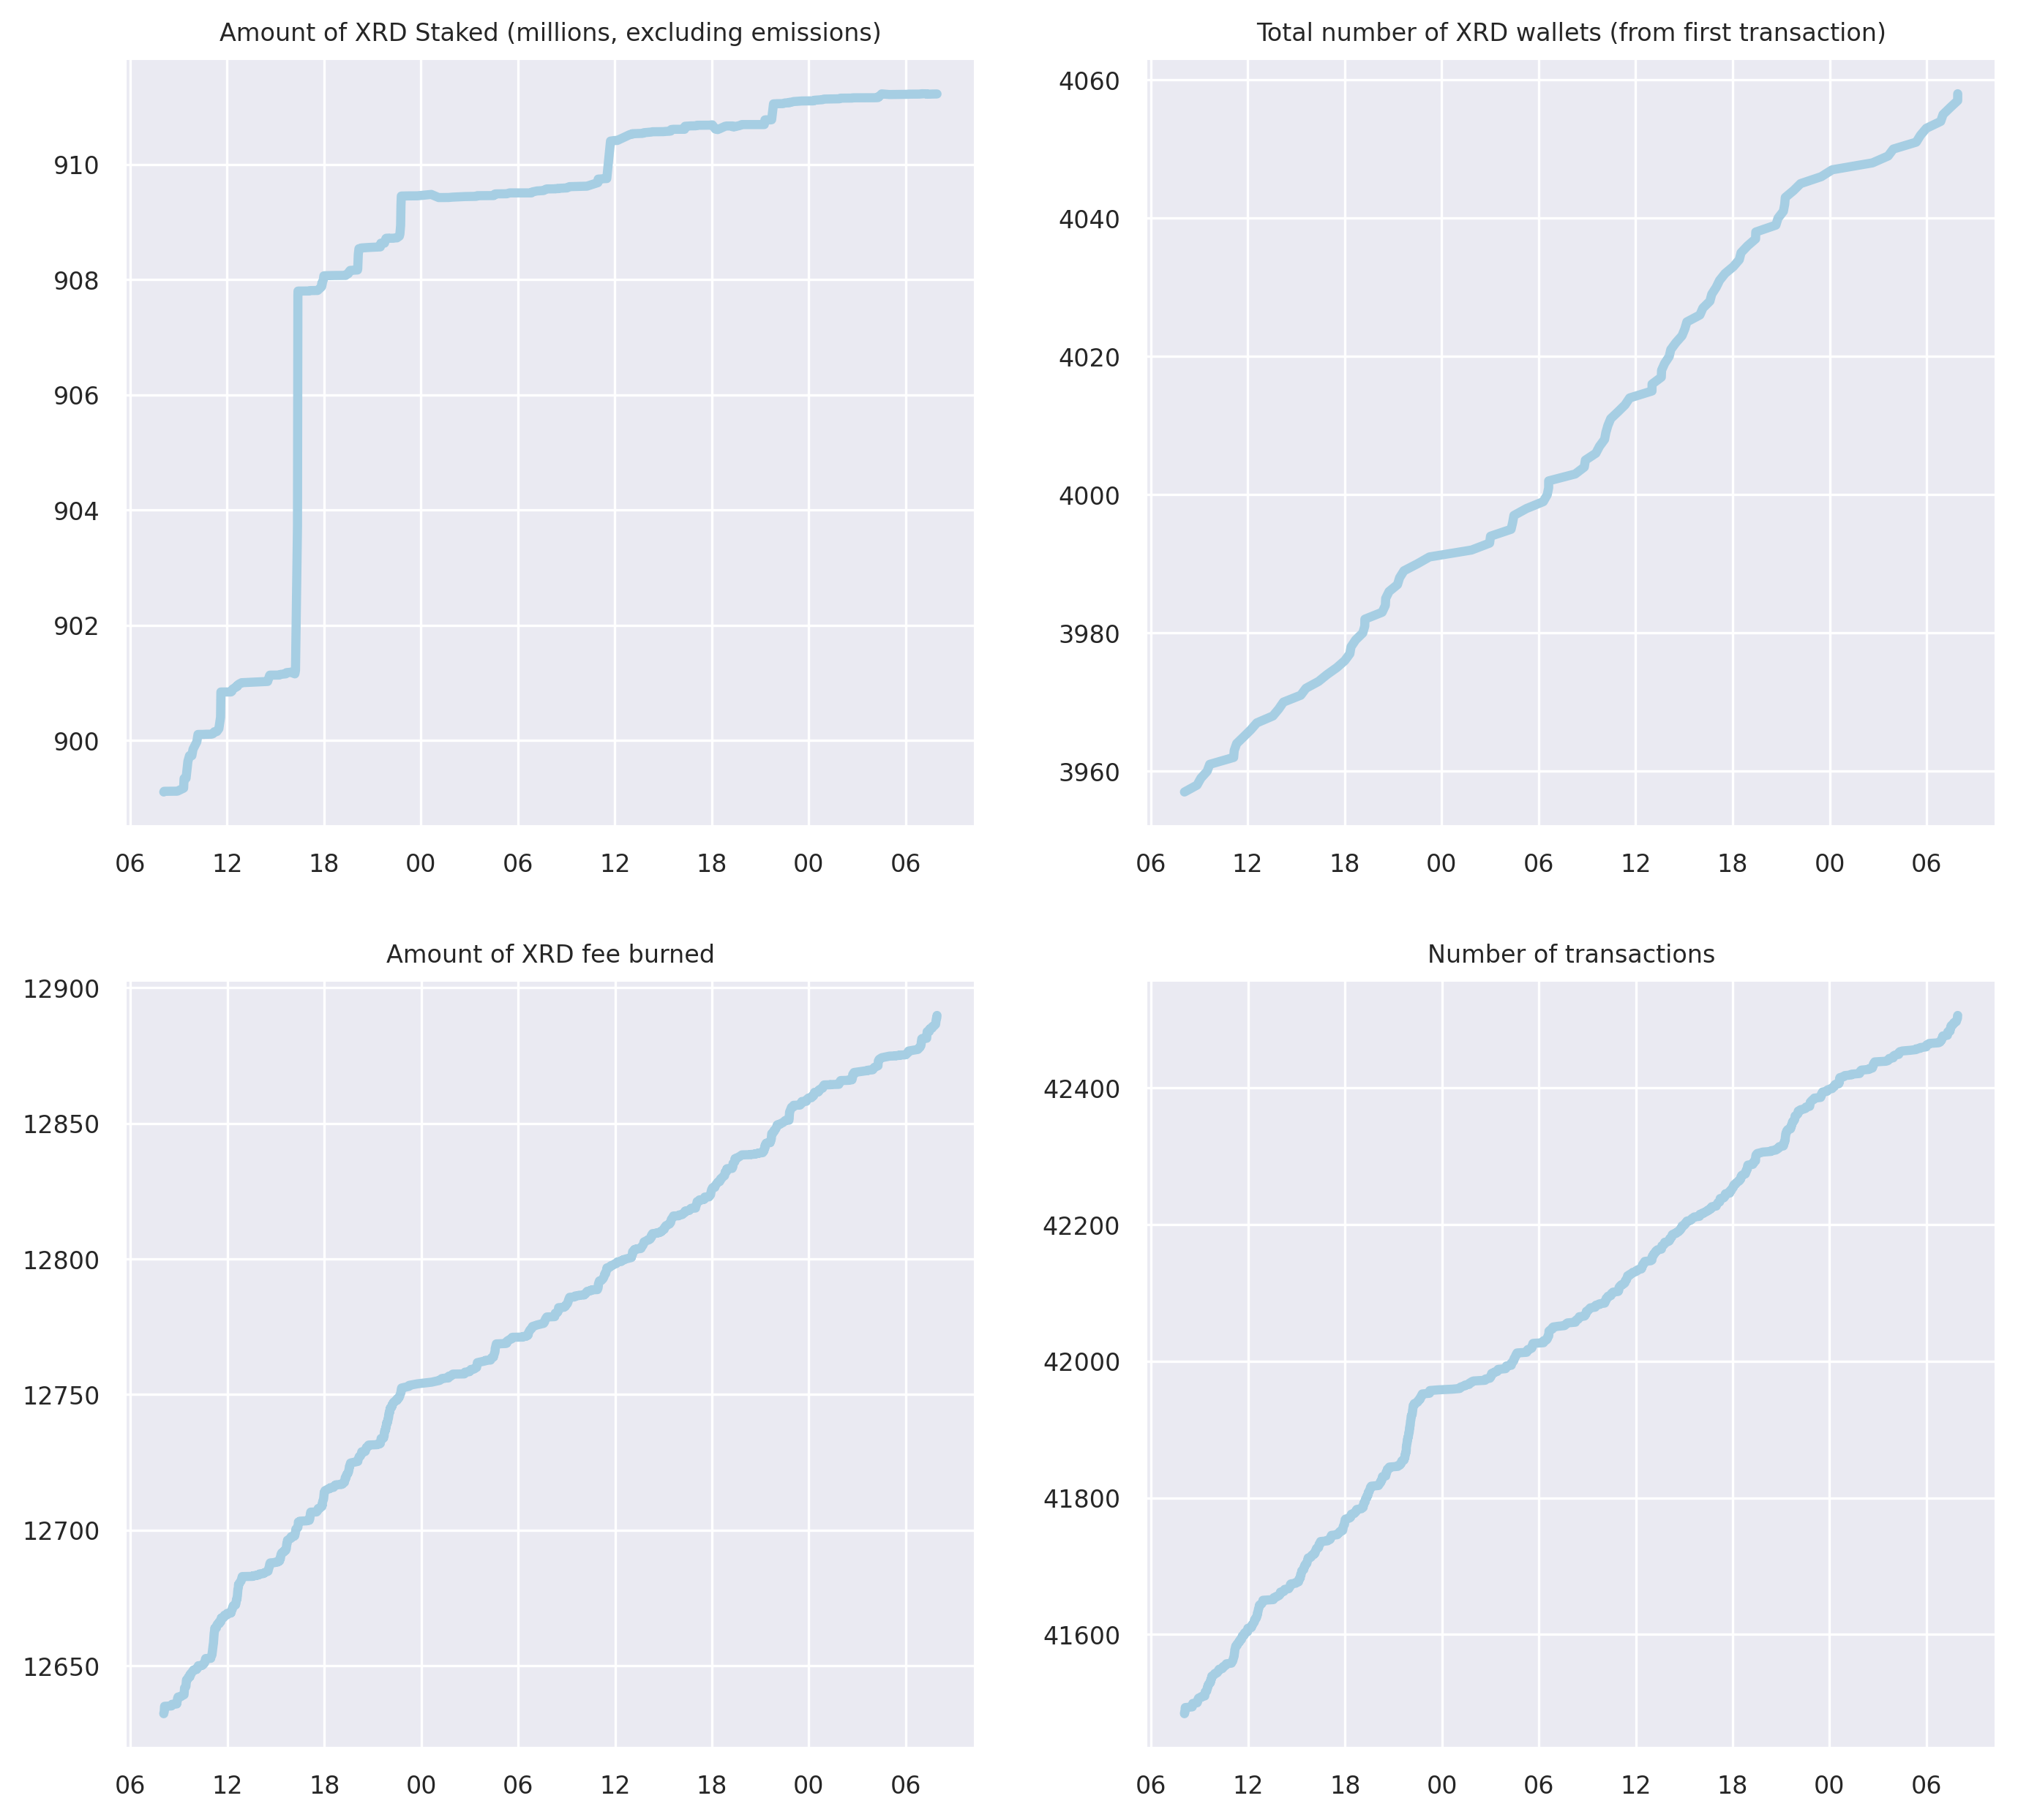 Amount of XRD Staked (millions, excluding emissions)
910
908
906
904
902
900
06 12 18 00 06 12 18 00 06
Total number of XRD wallets (from first transaction)
4060
4040
4020
4000
3980
3960
06 12 18 00 06 12 18 00 06
Amount of XRD fee burned
12900
12850
12800
12750
12700
12650
06 12 18 00 06 12 18 00 06
Number of transactions
42400
42200
42000
41800
41600
06 12 18 00 06 12 18 00 06